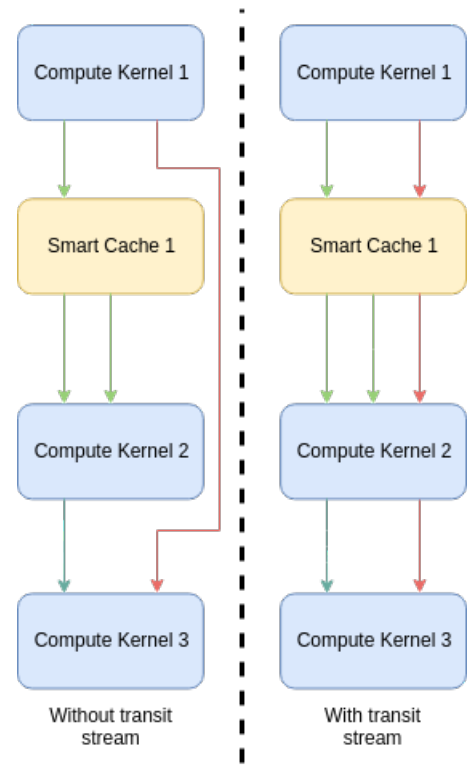 Compute Kernel 1
Smart Cache 1
Compute Kernel 2
Compute Kernel 3
Without transit
stream
Compute Kernel 1
Smart Cache 1
Compute Kernel 2
Compute Kernel 3
With transit
stream